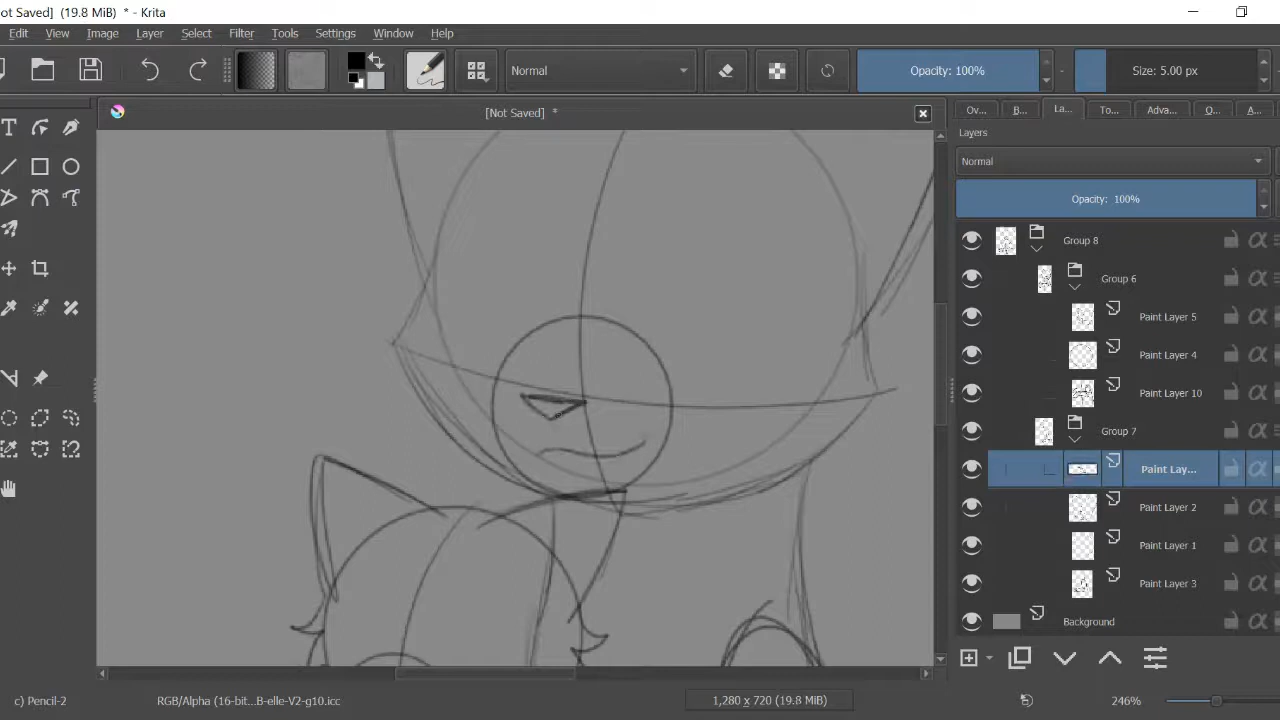 ot Saved] (19.8 MiB) * - Krita
Edit View Image Layer Select Filter Tools Settings Window Help
Normal
Opacity: 100%
Size: 5.00 px
[Not Saved] *
Ov... B... La... To... Adva... Q... A...
Layers
Normal
Opacity: 100%
Group 8
Group 6
Paint Layer 5
Paint Layer 4
Paint Layer 10
Group 7
Paint Lay...
Paint Layer 2
Paint Layer 1
Paint Layer 3
Background
c) Pencil-2
RGB/Alpha (16-bit...B-elle-V2-g10.icc
1,280 x 720 (19.8 MiB)
246%